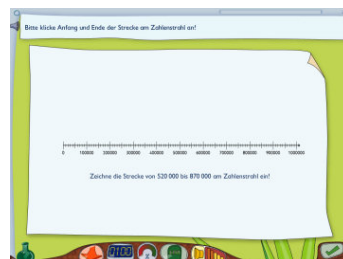 Bitte klicke Anfang und Ende der Strecke am Zahlenstrahl an!
0 100000 200000 300000 400000 500000 600000 700000 800000 900000 1000000
Zeichne die Strecke von 520 000 bis 870 000 am Zahlenstrahl ein!
0100